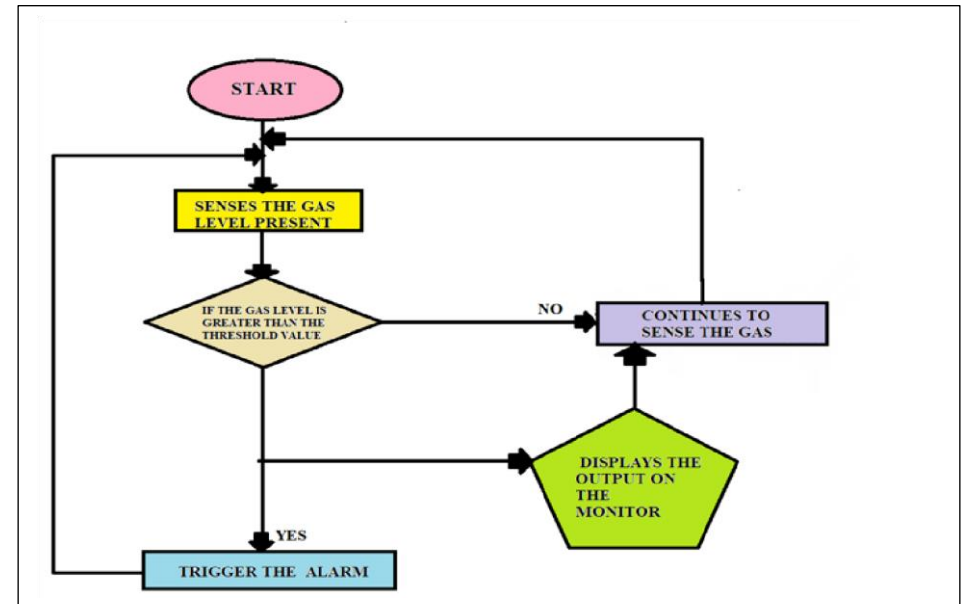 START
SENSES THE GAS
LEVEL PRESENT
IF THE GAS LEVEL IS
GREATER THAN THE
THRESHOLD VALUE
NO
CONTINUES TO
SENSE THE GAS
DISPLAYS THE
OUTPUT ON
THE
MONITOR
YES
TRIGGER THE ALARM